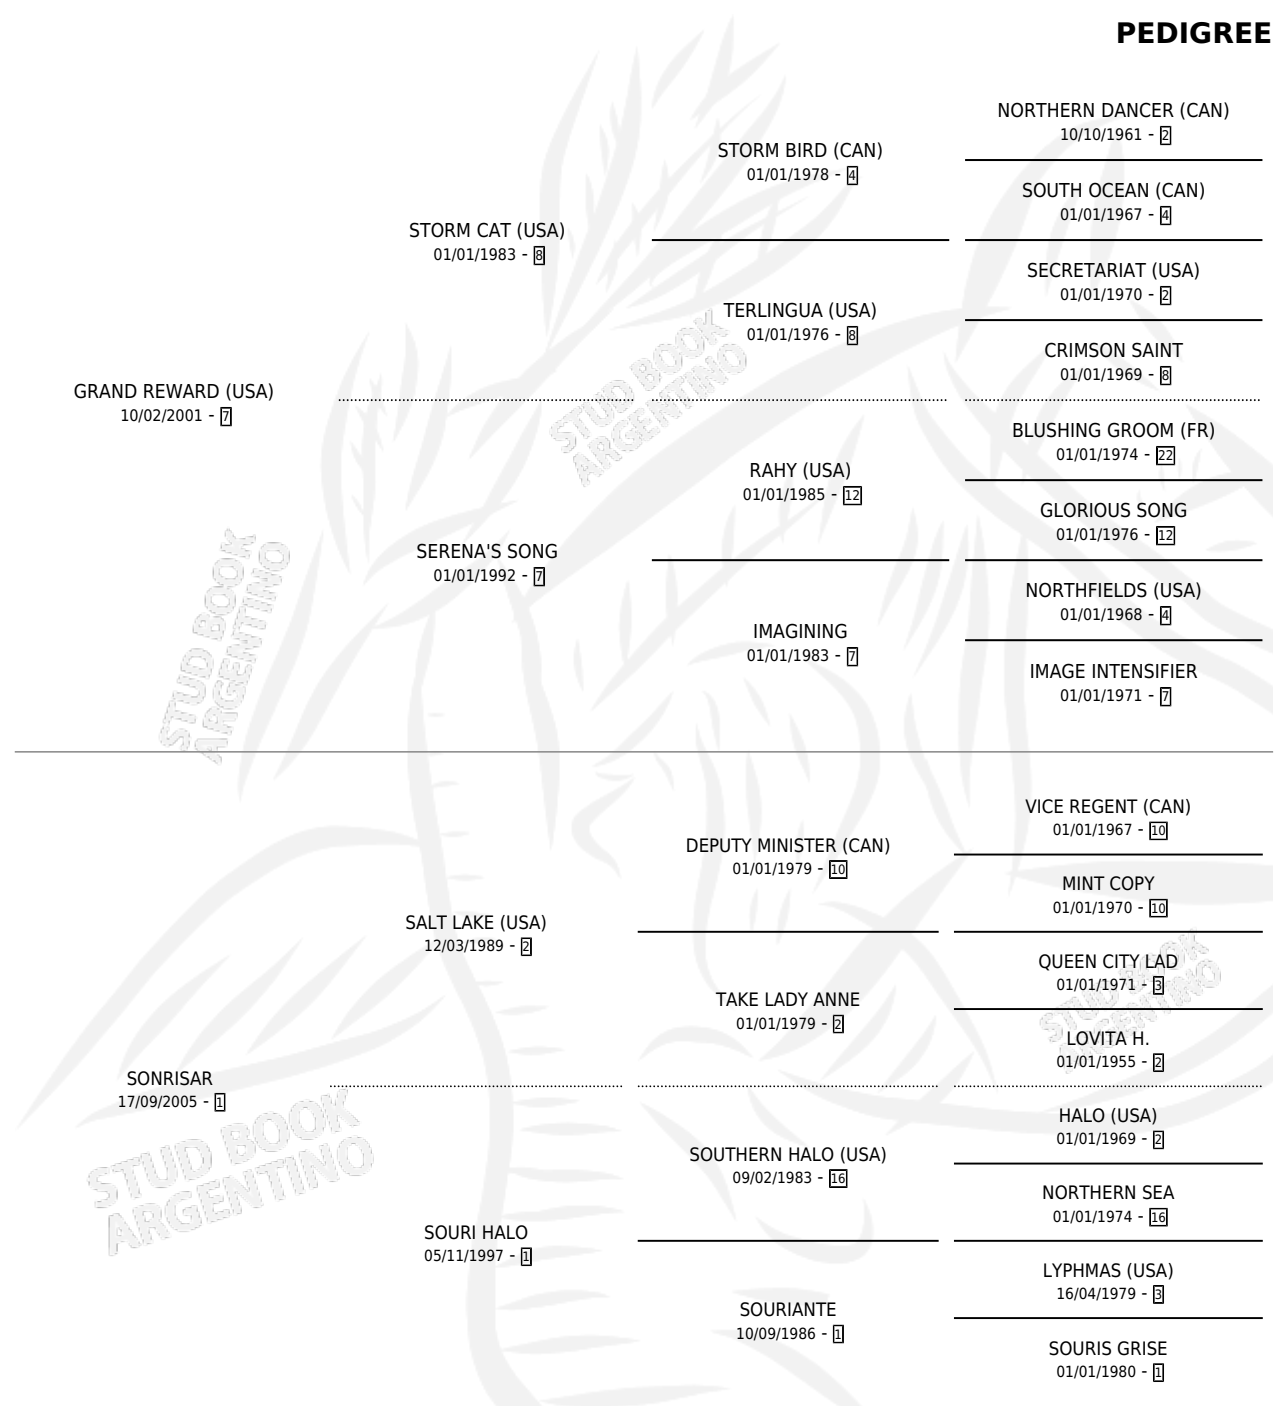 PEDIGREE
NORTHERN DANCER (CAN)
10/10/1961 - 2
STORM BIRD (CAN)
01/01/1978 - 4
SOUTH OCEAN (CAN)
01/01/1967 - 4
STORM CAT (USA)
01/01/1983 - 8
SECRETARIAT (USA)
01/01/1970 - 2
TERLINGUA (USA)
01/01/1976 - 8
CRIMSON SAINT
01/01/1969 - 8
GRAND REWARD (USA)
10/02/2001 - 7
STUD BOOK
ARGENTINO
BLUSHING GROOM (FR)
01/01/1974 - 22
RAHY (USA)
01/01/1985 - 12
GLORIOUS SONG
01/01/1976 - 12
SERENA'S SONG
01/01/1992 - 7
NORTHFIELDS (USA)
01/01/1968 - 4
IMAGINING
01/01/1983 - 7
IMAGE INTENSIFIER
01/01/1971 - 7
STUD BOOK
ARGENTINO
VICE REGENT (CAN)
01/01/1967 - 10
DEPUTY MINISTER (CAN)
01/01/1979 - 10
MINT COPY
01/01/1970 - 10
SALT LAKE (USA)
12/03/1989 - 2
QUEEN CITY LAD
01/01/1971 - 3
TAKE LADY ANNE
01/01/1979 - 2
STUD BOOK
ARGENTINO
LOVITA H.
01/01/1955 - 2
SONRISAR
17/09/2005 - 1
HALO (USA)
01/01/1969 - 2
SOUTHERN HALO (USA)
09/02/1983 - 16
STUD BOOK
ARGENTINO
NORTHERN SEA
01/01/1974 - 16
SOURI HALO
05/11/1997 - 1
LYPHMAS (USA)
16/04/1979 - 3
SOURIANTE
10/09/1986 - 1
SOURIS GRISE
01/01/1980 - 1